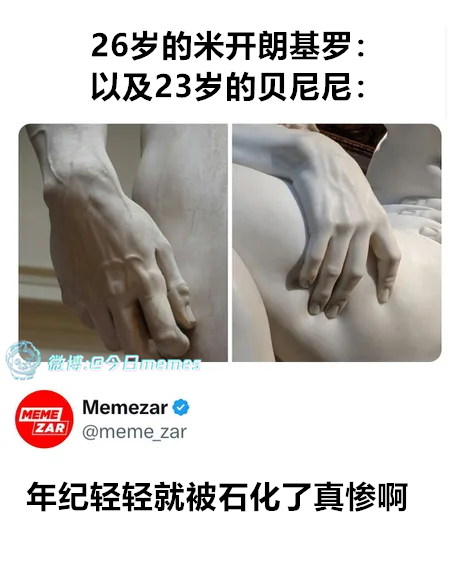 26岁的米开朗基罗：
以及23岁的贝尼尼：
微博:@今日memes
MEME
ZAR
Memezar
@meme_zar
年纪轻轻就被石化了真惨啊